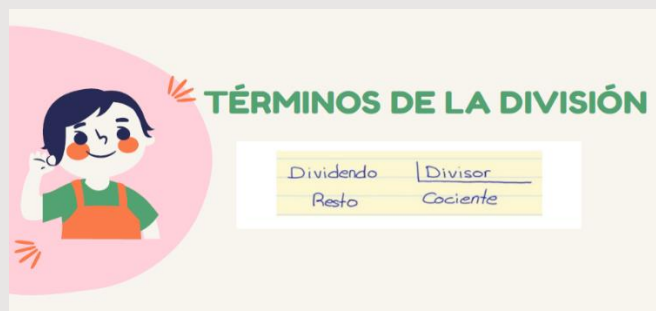 TÉRMINOS DE LA DIVISIÓN
Dividendo Divisor
Resto Cociente